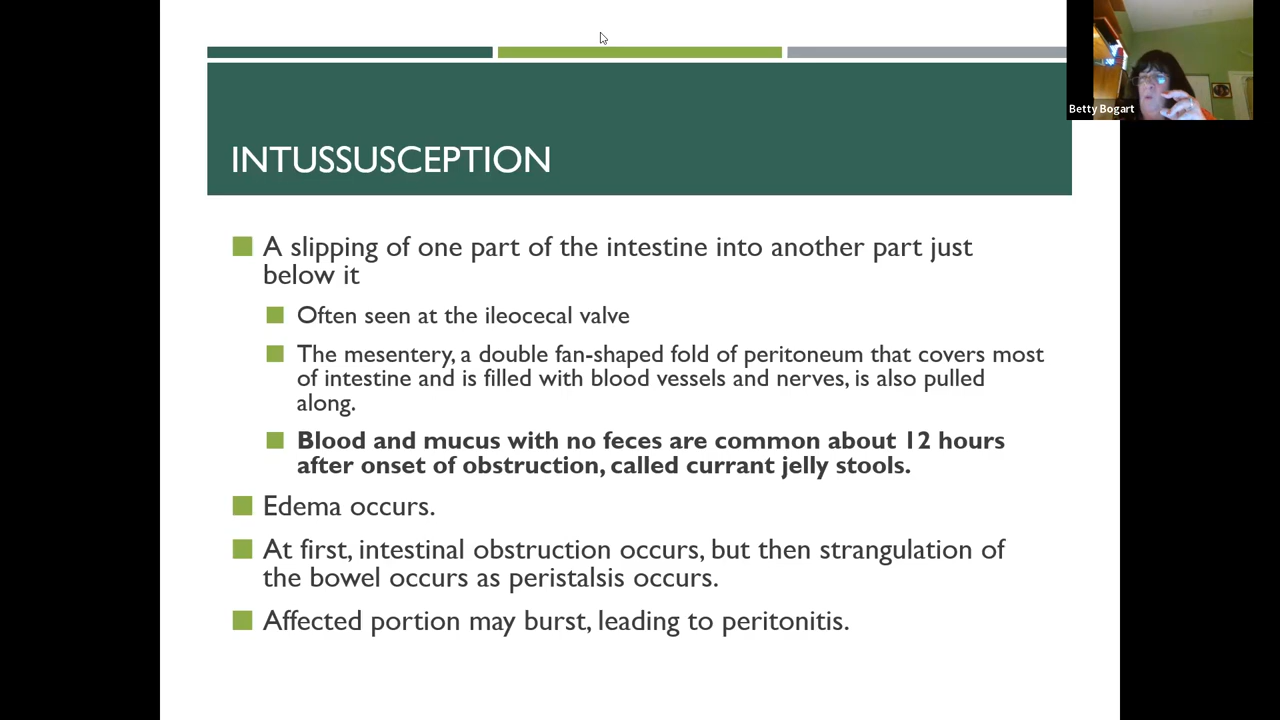 Betty Bogart
INTUSSUSCEPTION
A slipping of one part of the intestine into another part just
below it
Often seen at the ileocecal valve
The mesentery, a double fan-shaped fold of peritoneum that covers most
of intestine and is filled with blood vessels and nerves, is also pulled
along.
Blood and mucus with no feces are common about 12 hours
after onset of obstruction, called currant jelly stools.
Edema occurs.
At first, intestinal obstruction occurs, but then strangulation of
the bowel occurs as peristalsis occurs.
Affected portion may burst, leading to peritonitis.